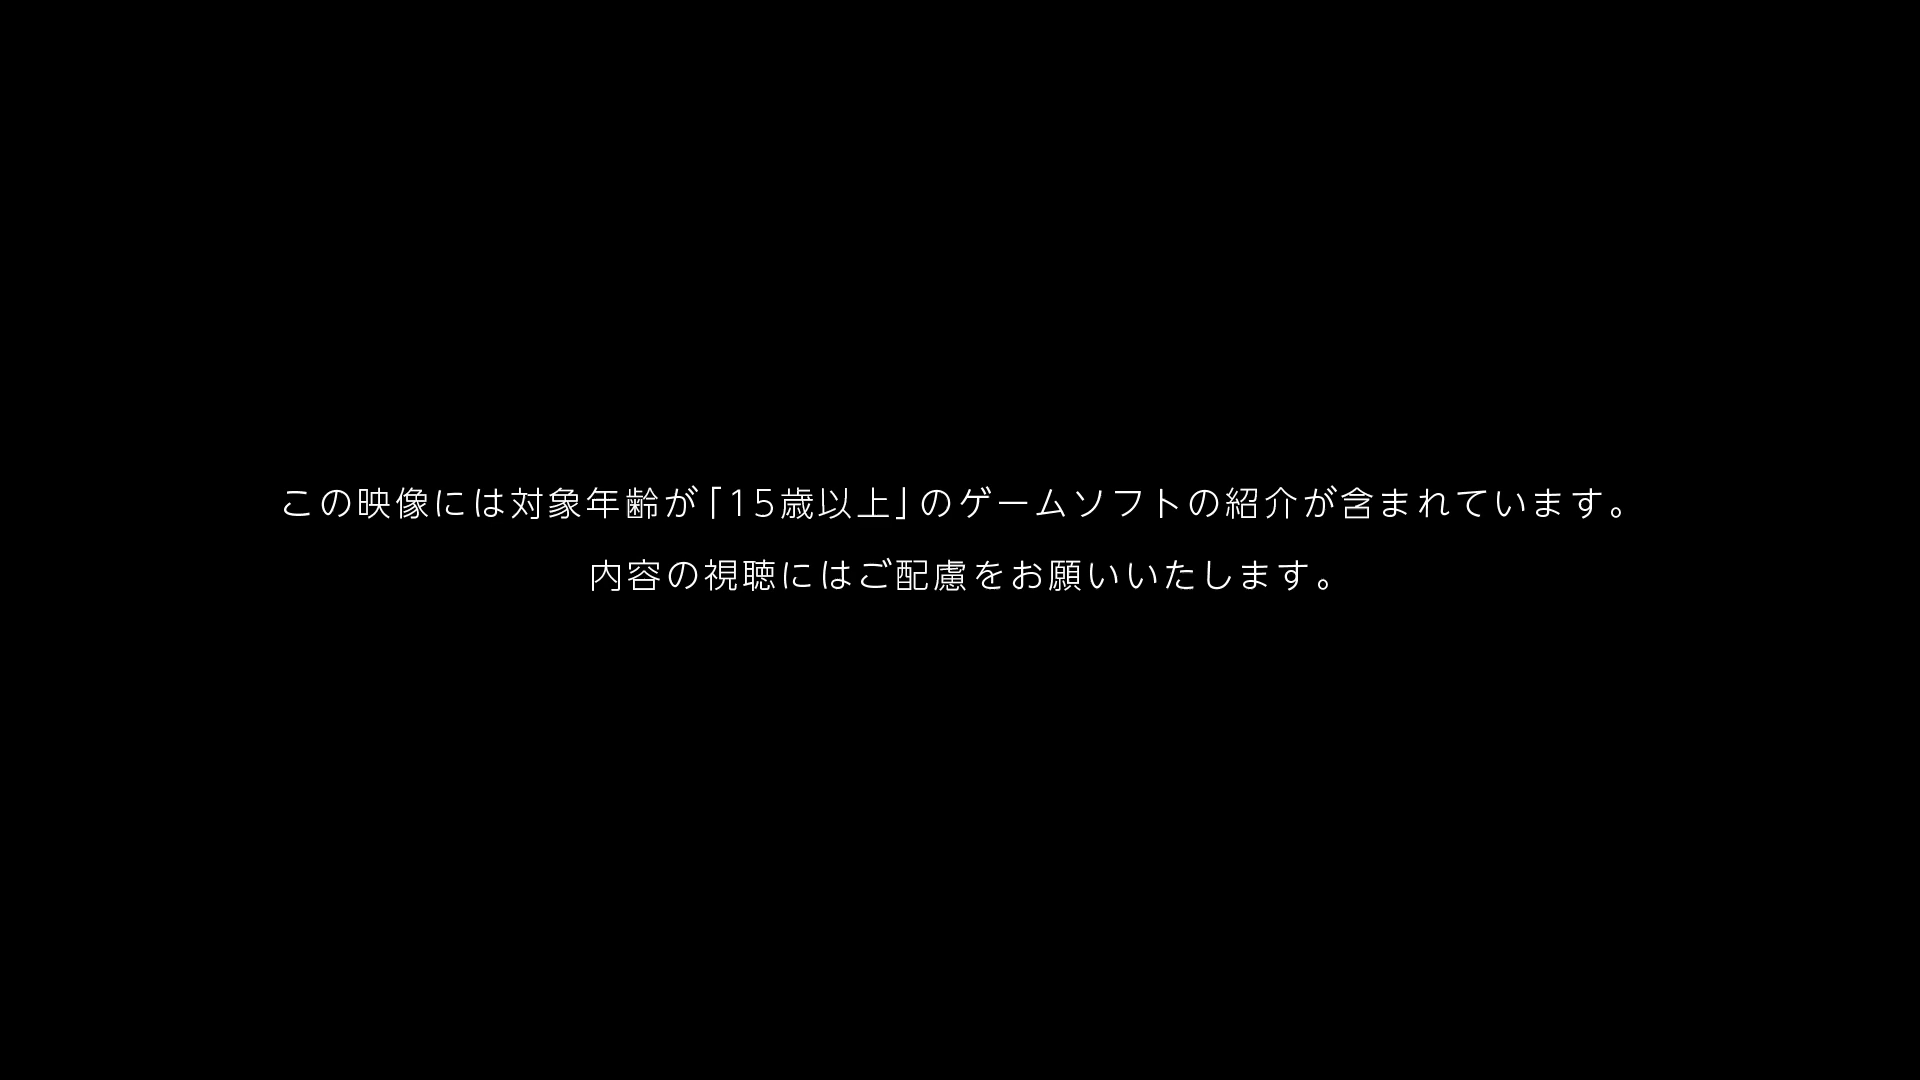 この映像には対象年齢が「15歳以上」のゲームソフトの紹介が含まれています。
内容の視聴にはご配慮をお願いいたします。